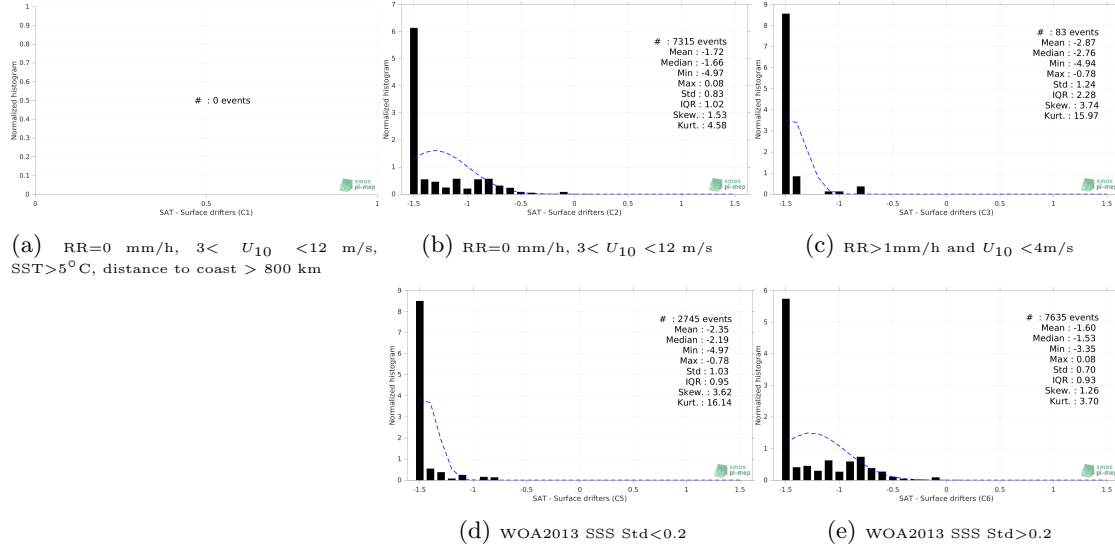 1
0.9
0.8
0.7
0.6
0.5
0.4
0.3
0.2
0.1
0
Normalized histogram
# : 0 events
smos
pi-mep
0 0.5 1
SAT - Surface drifters (C1)
(a) RR=0 mm/h, 3< U10 <12 m/s,
SST>5°C, distance to coast > 800 km
7
6
5
4
3
2
1
0
Normalized histogram
# : 7315 events
Mean : -1.72
Median : -1.66
Min : -4.97
Max : 0.08
Std : 0.83
IQR : 1.02
Skew. : 1.53
Kurt. : 4.58
smos
pi-mep
-1.5 -1 -0.5 0 0.5 1 1.5
SAT - Surface drifters (C2)
(b) RR=0 mm/h, 3< U10 <12 m/s
9
8
7
6
5
4
3
2
1
0
Normalized histogram
# : 83 events
Mean : -2.87
Median : -2.76
Min : -4.94
Max : -0.78
Std : 1.24
IQR : 2.28
Skew. : 3.74
Kurt. : 15.97
smos
pi-mep
-1.5 -1 -0.5 0 0.5 1 1.5
SAT - Surface drifters (C3)
(c) RR>1mm/h and U10 <4m/s
9
8
7
6
5
4
3
2
1
0
Normalized histogram
# : 2745 events
Mean : -2.35
Median : -2.19
Min : -4.97
Max : -0.78
Std : 1.03
IQR : 0.95
Skew. : 3.62
Kurt. : 16.14
smos
pi-mep
-1.5 -1 -0.5 0 0.5 1 1.5
SAT - Surface drifters (C5)
(d) WOA2013 SSS Std<0.2
6
5
4
3
2
1
0
Normalized histogram
# : 7635 events
Mean : -1.60
Median : -1.53
Min : -3.35
Max : 0.08
Std : 0.70
IQR : 0.93
Skew. : 1.26
Kurt. : 3.70
smos
pi-mep
-1.5 -1 -0.5 0 0.5 1 1.5
SAT - Surface drifters (C6)
(e) WOA2013 SSS Std>0.2